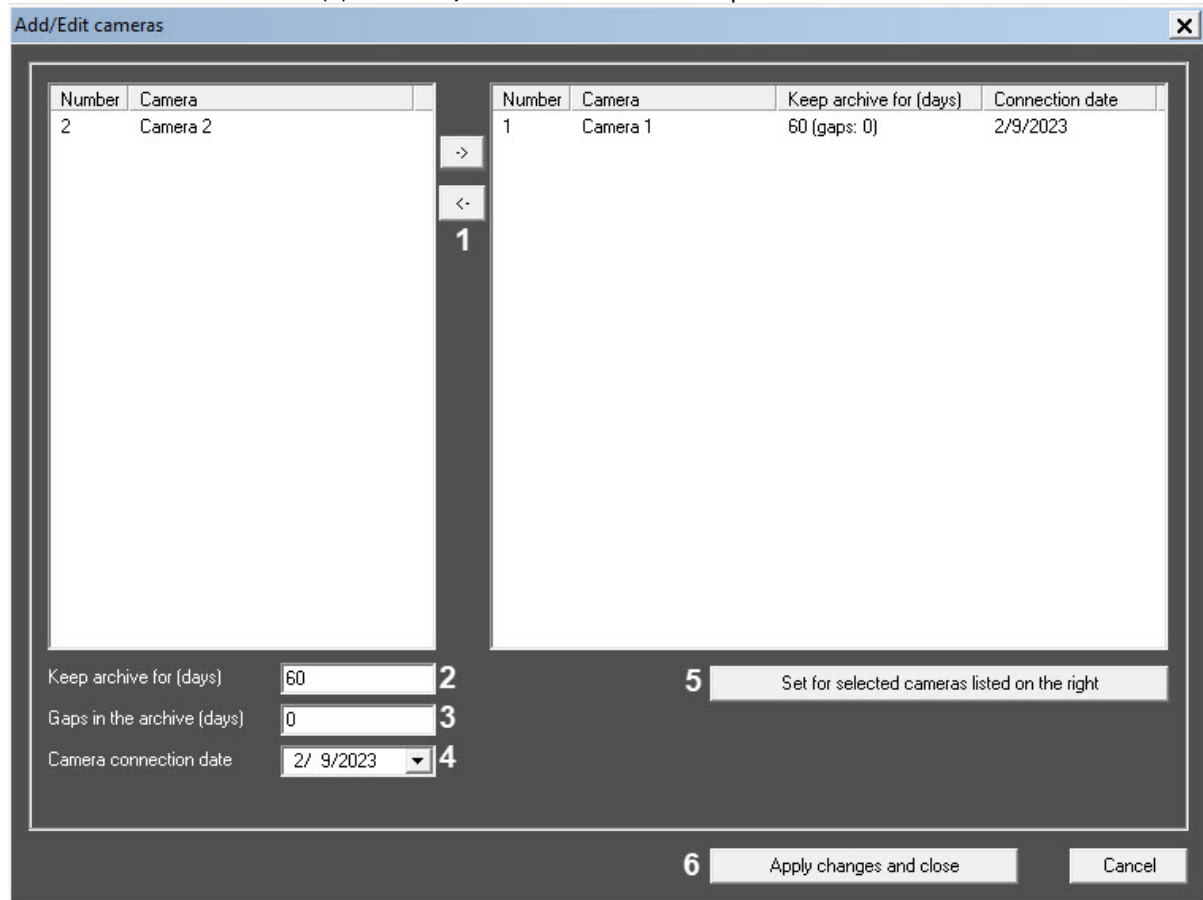 Add/Edit cameras
Number Camera
2 Camera 2
->
<-
1
Number Camera Keep archive for (days) Connection date
1 Camera 1 60 (gaps: 0) 2/9/2023
Keep archive for (days) 60 2
Gaps in the archive (days) 0 3
Camera connection date 2/ 9/2023 4
5 Set for selected cameras listed on the right
6 Apply changes and close Cancel